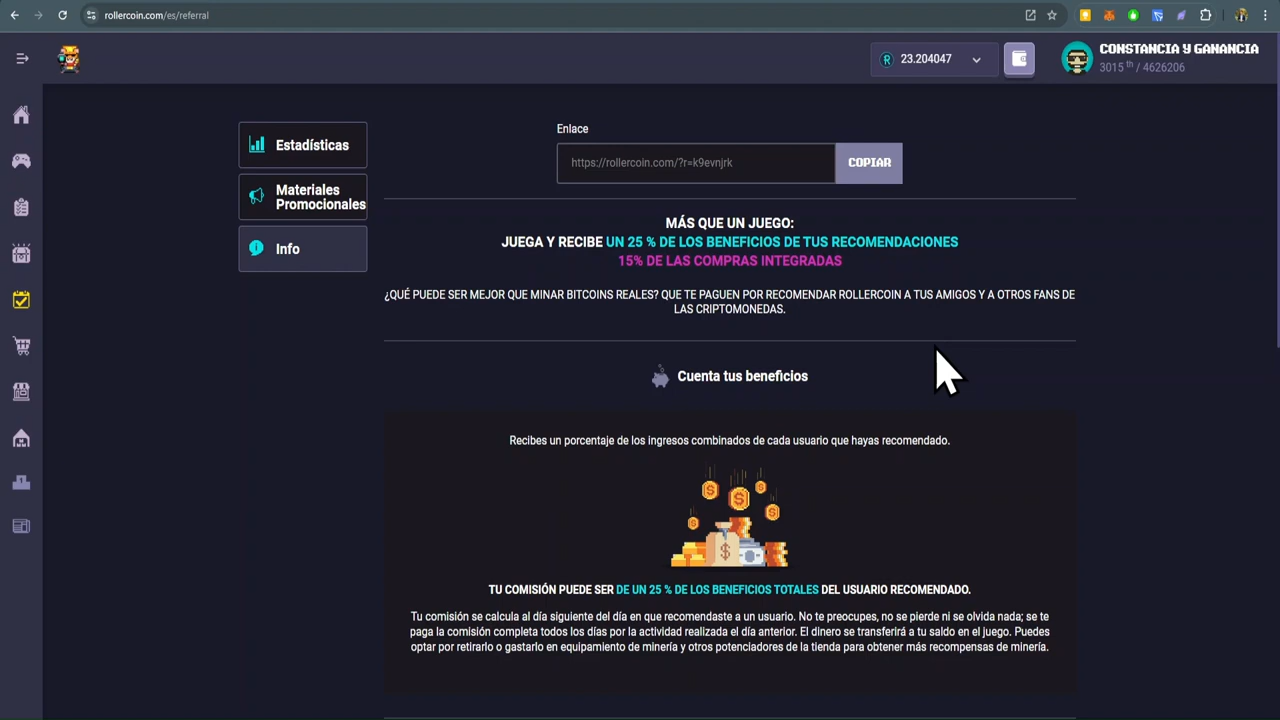 rollercoin.com/es/referral
23.204047
CONSTANCIA Y GANANCIA
3015 th / 4626206
Enlace
https://rollercoin.com/?r=k9evnjrk
COPIAR
Estadísticas
Materiales
Promocionales
Info
MÁS QUE UN JUEGO:
JUEGA Y RECIBE UN 25 % DE LOS BENEFICIOS DE TUS RECOMENDACIONES
15% DE LAS COMPRAS INTEGRADAS
¿QUÉ PUEDE SER MEJOR QUE MINAR BITCOINS REALES? QUE TE PAGUEN POR RECOMENDAR ROLLERCOIN A TUS AMIGOS Y A OTROS FANS DE
LAS CRIPTOMONEDAS.
Cuenta tus beneficios
Recibes un porcentaje de los ingresos combinados de cada usuario que hayas recomendado.
TU COMISIÓN PUEDE SER DE UN 25 % DE LOS BENEFICIOS TOTALES DEL USUARIO RECOMENDADO.
Tu comisión se calcula al día siguiente del día en que recomendaste a un usuario. No te preocupes, no se pierde ni se olvida nada; se te
paga la comisión completa todos los días por la actividad realizada el día anterior. El dinero se transferirá a tu saldo en el juego. Puedes
optar por retirarlo o gastarlo en equipamiento de minería y otros potenciadores de la tienda para obtener más recompensas de minería.